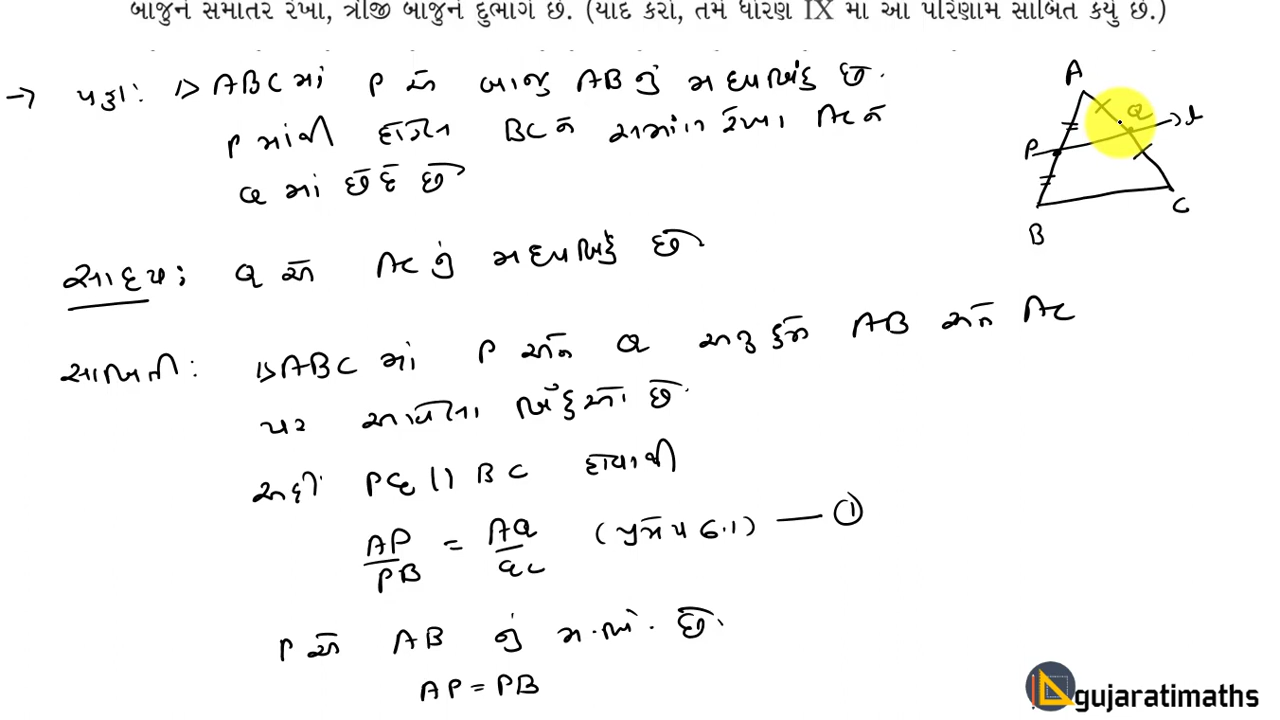 બાજુને સમાંતર રેખા, ત્રીજી બાજુને દુભાગે છે. (યાદ કરો, તમે ધોરણ IX માં આ પરિણામ સાબિત કર્યું છે.)
→ પક્ષ: △ABC માં P એ બાજુ AB નું મધ્યબિંદુ છે.
P માંથી દોરેલ BC ને સમાંતર રેખા AC ને
Q માં છેદે છે
સાધ્ય: Q એ AC નું મધ્યબિંદુ છે
સાબિતી: △ABC માં P અને Q અનુક્રમે AB અને AC
પર આવેલા બિંદુઓ છે.
અહીં PQ || BC હોવાથી
AP/PB = AQ/QC (પ્રમેય 6.1) — ①
P એ AB નું મ.બિં. છે.
AP = PB
A
Q
P
l
B
C
gujaratimaths